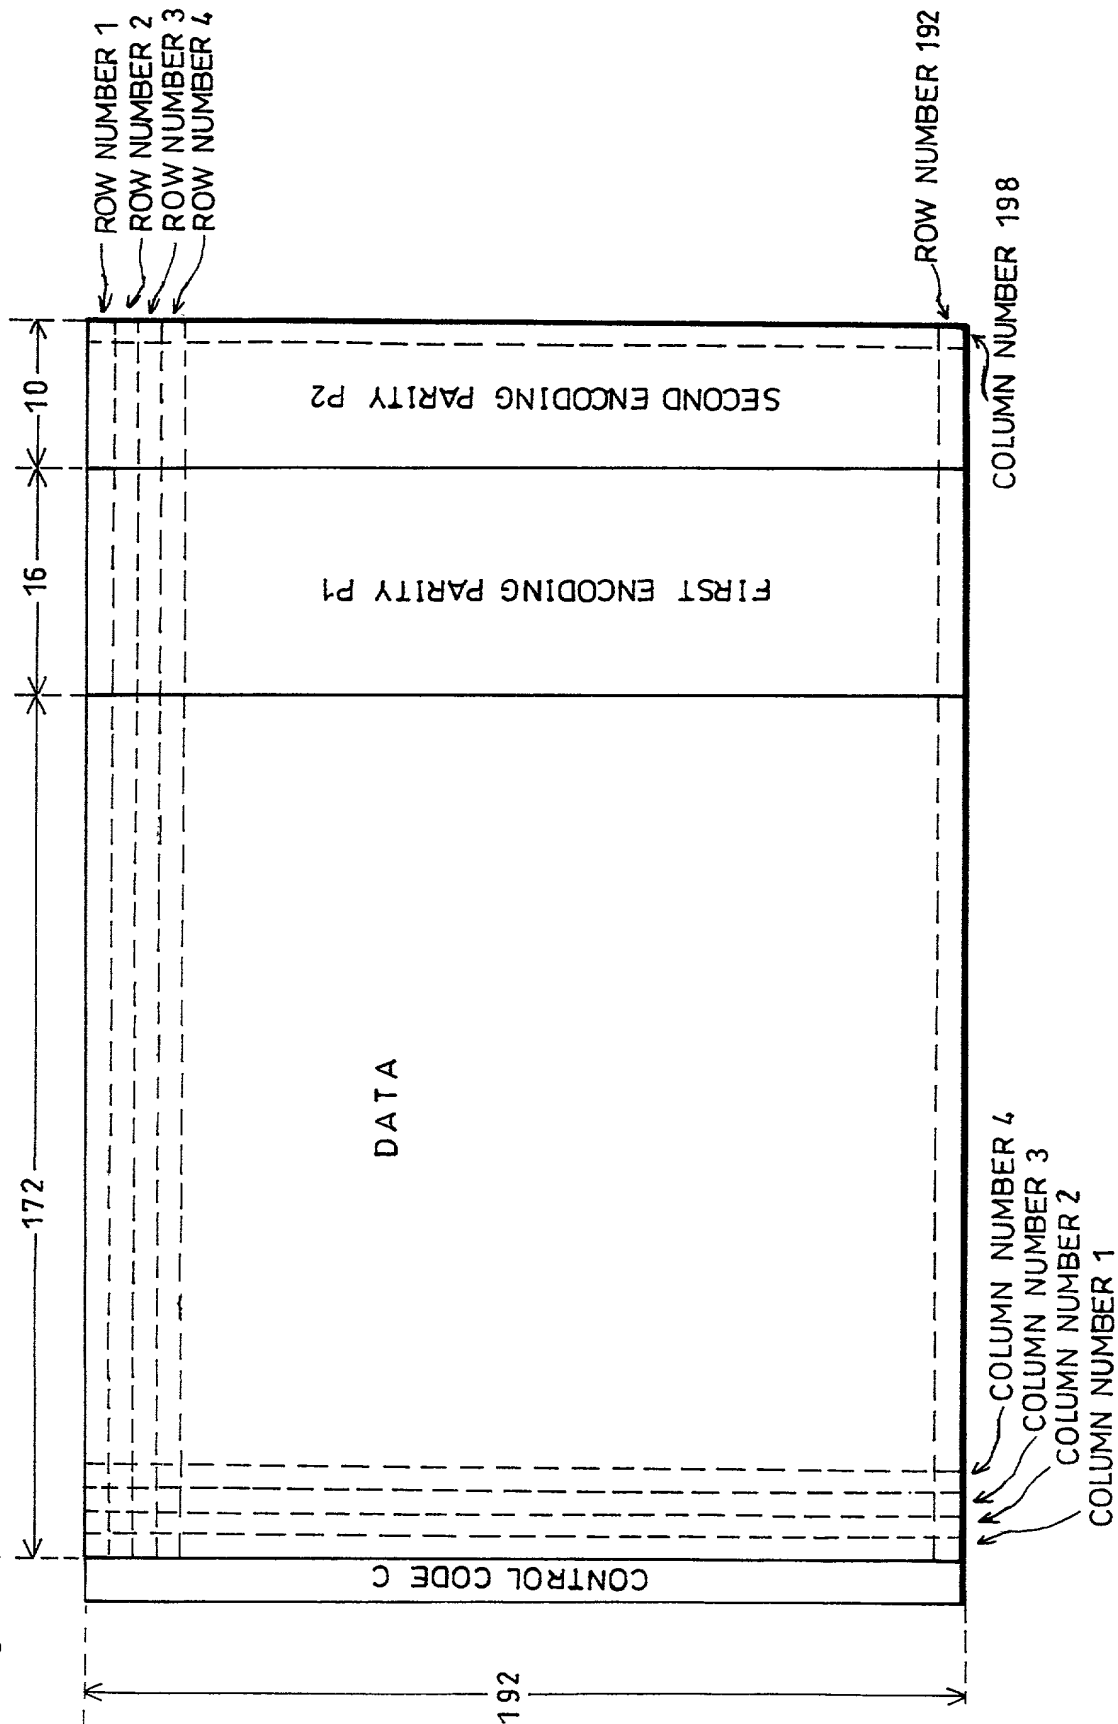 ROW NUMBER 1
ROW NUMBER 2
ROW NUMBER 3
ROW NUMBER 4
ROW NUMBER 192
COLUMN NUMBER 198
10
16
172
SECOND ENCODING PARITY P2
FIRST ENCODING PARITY P1
DATA
CONTROL CODE C
COLUMN NUMBER 4
COLUMN NUMBER 3
COLUMN NUMBER 2
COLUMN NUMBER 1
192